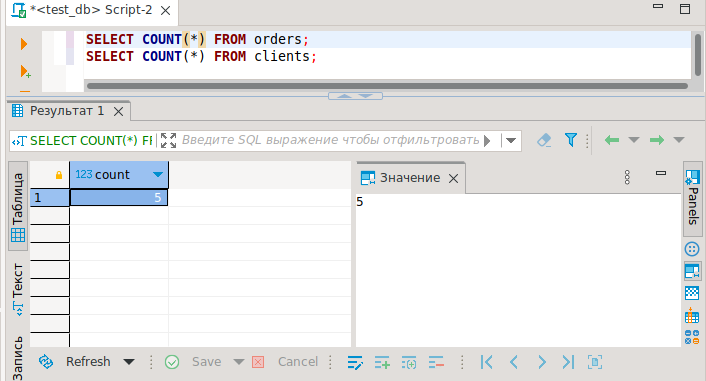 *<test_db> Script-2
SELECT COUNT(*) FROM orders;
SELECT COUNT(*) FROM clients;
Результат 1
SELECT COUNT(*) FI
Введите SQL выражение чтобы отфильтровать
Таблица
Текст
Запись
123 count
1
5
Значение
5
Panels
Refresh
Save
Cancel